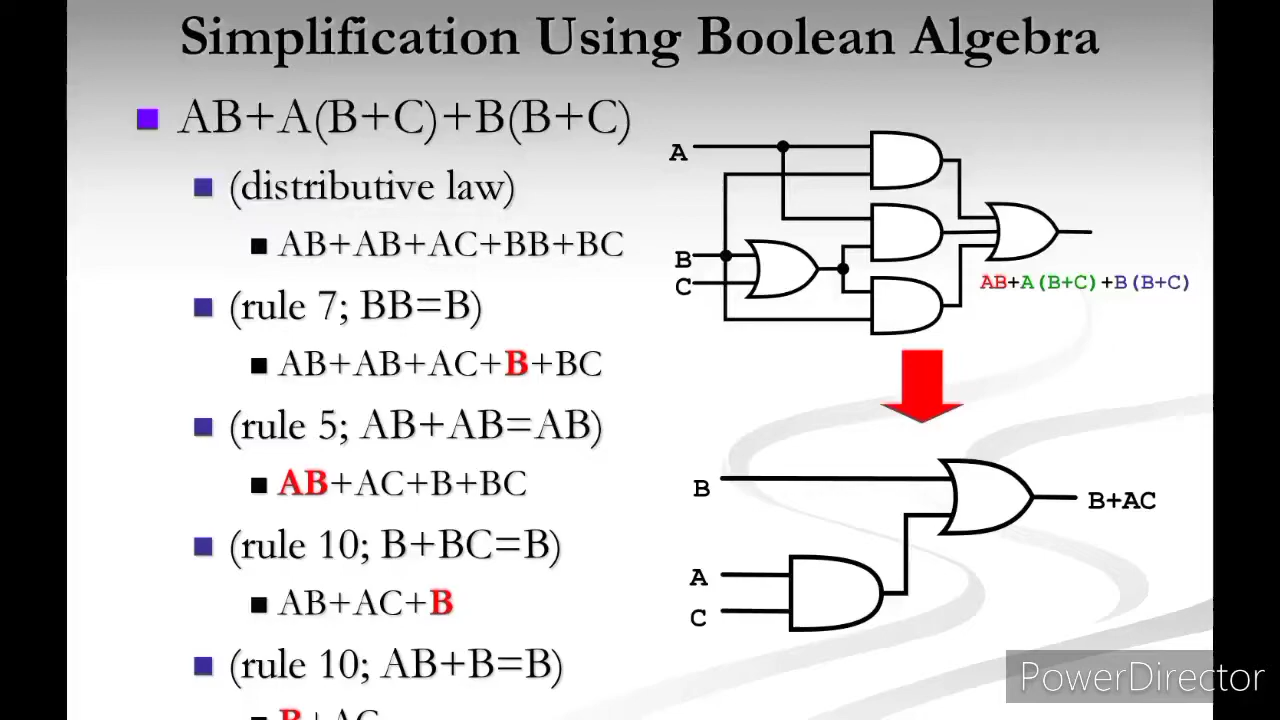 Simplification Using Boolean Algebra
AB+A(B+C)+B(B+C)
(distributive law)
AB+AB+AC+BB+BC
(rule 7; BB=B)
AB+AB+AC+B+BC
(rule 5; AB+AB=AB)
AB+AC+B+BC
(rule 10; B+BC=B)
AB+AC+B
(rule 10; AB+B=B)
B+AC
A
B
C
AB+A(B+C)+B(B+C)
B
B+AC
A
C
PowerDirector